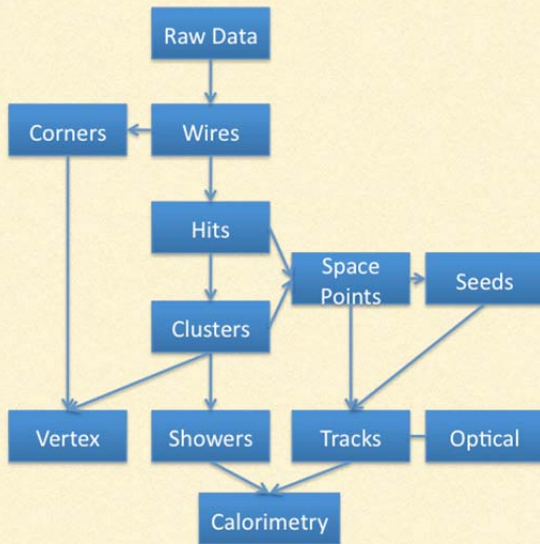 Raw Data
Corners
Wires
Hits
Space
Points
Seeds
Clusters
Vertex
Showers
Tracks
Optical
Calorimetry